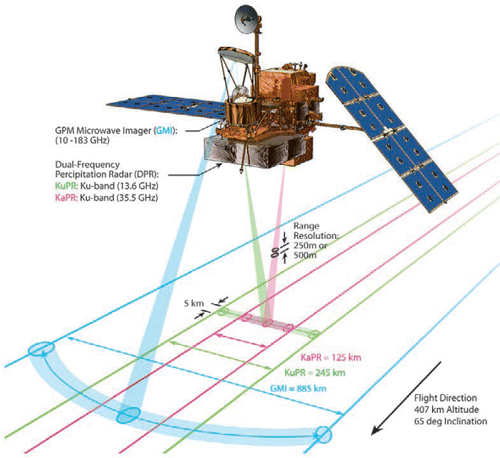 GPM Microwave Imager (GMI):
(10 -183 GHz)
Dual-Frequency
Percipitation Radar (DPR):
KuPR: Ku-band (13.6 GHz)
KaPR: Ku-band (35.5 GHz)
Range
Resolution:
250m or
500m
5 km
KaPR = 125 km
KuPR = 245 km
GMI = 885 km
Flight Direction
407 km Altitude
65 deg Inclination